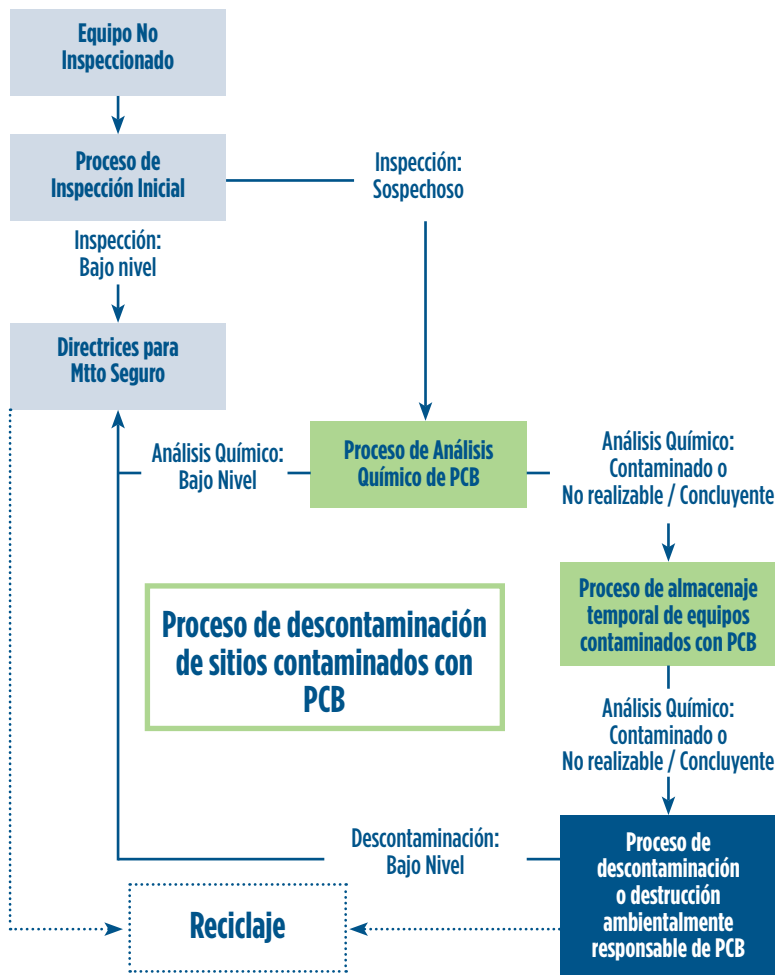 Equipo No
Inspeccionado
Proceso de
Inspección Inicial
Inspección:
Sospechoso
Inspección:
Bajo nivel
Directrices para
Mtto Seguro
Análisis Químico:
Bajo Nivel
Proceso de Análisis
Químico de PCB
Análisis Químico:
Contaminado o
No realizable / Concluyente
Proceso de almacenaje
temporal de equipos
contaminados con PCB
Proceso de descontaminación
de sitios contaminados con
PCB
Análisis Químico:
Contaminado o
No realizable / Concluyente
Descontaminación:
Bajo Nivel
Proceso de
descontaminación
o destrucción
ambientalmente
responsable de PCB
Reciclaje